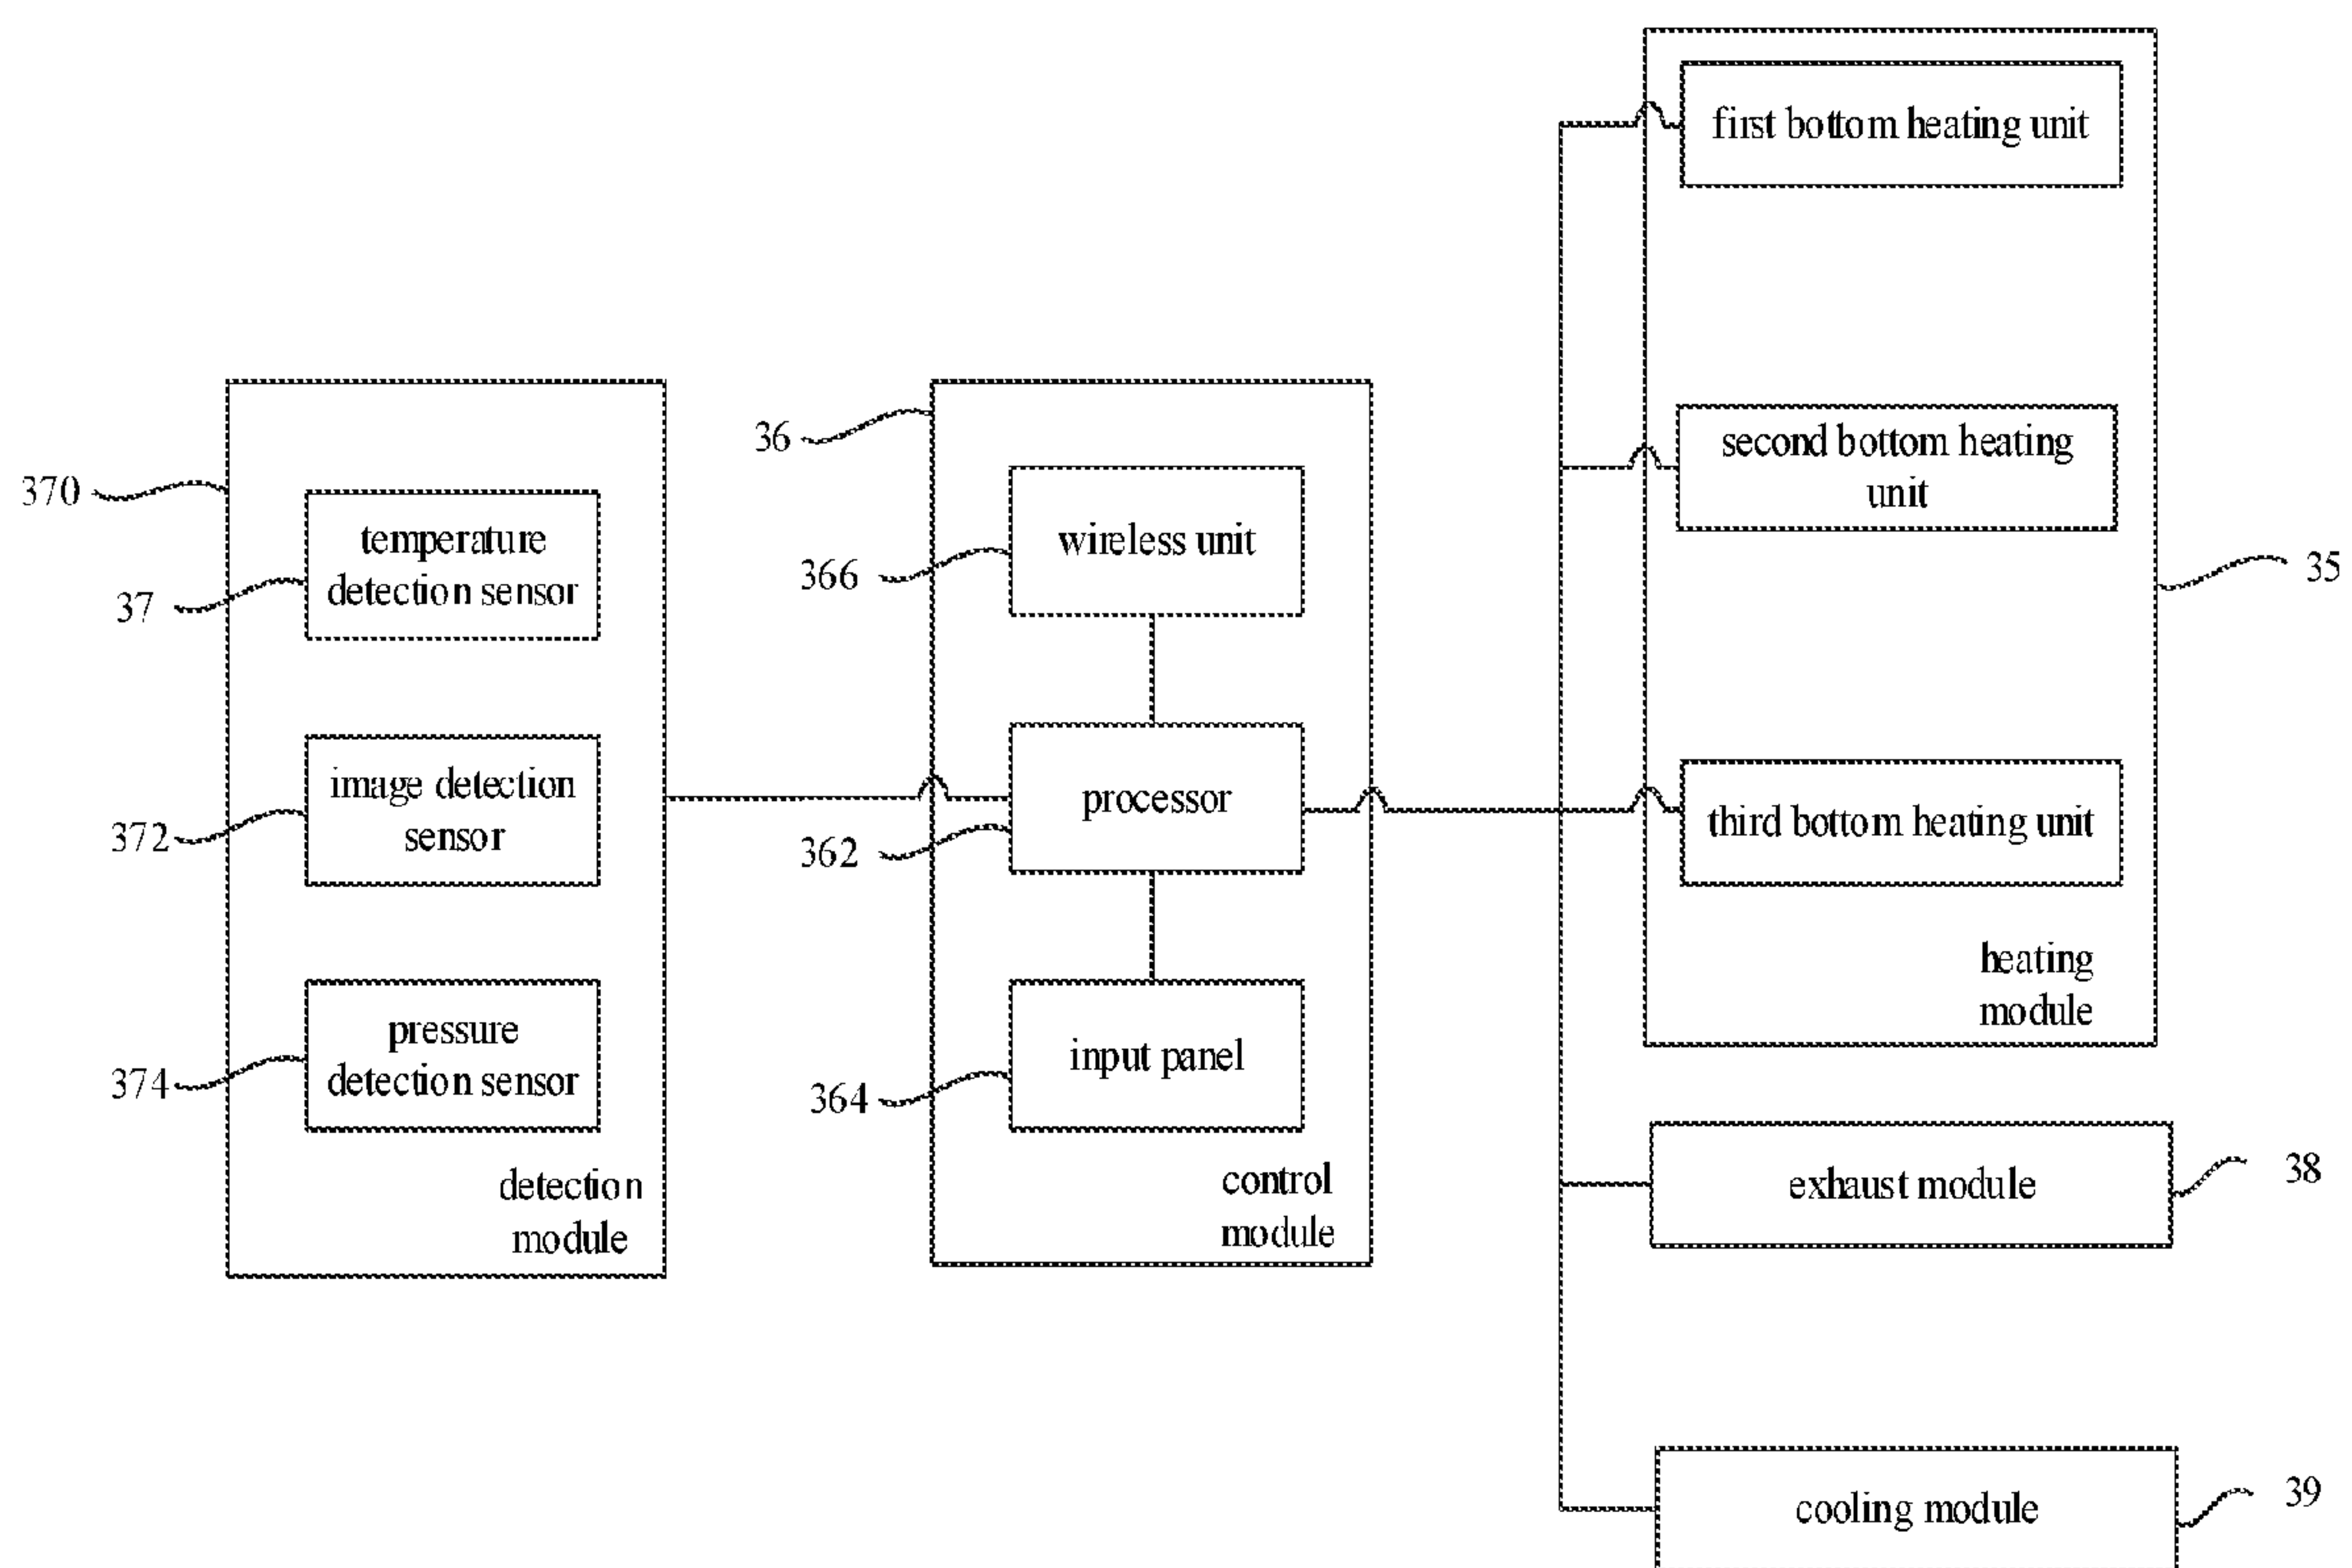 first bottom heating unit
second bottom heating
unit
35
third bottom heating unit
heating
module
36
370
wireless unit
366
temperature
detection sensor
37
processor
362
image detection
sensor
372
input panel
364
pressure
detection sensor
374
control
module
detection
module
exhaust module
38
cooling module
39